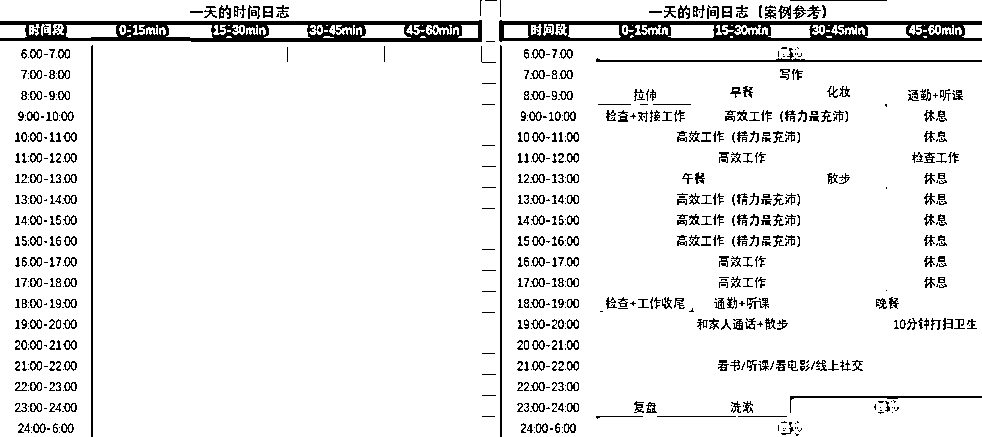 一天的时间日志
时间段 0-15min 15-30min 30-45min 45-60min
6:00-7:00
7:00-8:00
8:00-9:00
9:00-10:00
10:00-11:00
11:00-12:00
12:00-13:00
13:00-14:00
14:00-15:00
15:00-16:00
16:00-17:00
17:00-18:00
18:00-19:00
19:00-20:00
20:00-21:00
21:00-22:00
22:00-23:00
23:00-24:00
24:00-6:00
一天的时间日志（案例参考）
时间段 0-15min 15-30min 30-45min 45-60min
6:00-7:00
7:00-8:00 写作
8:00-9:00 拉伸 早餐 化妆 通勤+听课
9:00-10:00 检查+对接工作 高效工作（精力最充沛） 休息
10:00-11:00 高效工作（精力最充沛） 休息
11:00-12:00 高效工作 检查工作
12:00-13:00 午餐 散步 休息
13:00-14:00 高效工作（精力最充沛） 休息
14:00-15:00 高效工作（精力最充沛） 休息
15:00-16:00 高效工作（精力最充沛） 休息
16:00-17:00 高效工作 休息
17:00-18:00 高效工作 休息
18:00-19:00 检查+工作收尾 通勤+听课 晚餐
19:00-20:00 和家人通话+散步 10分钟打扫卫生
20:00-21:00
21:00-22:00 看书/听课/看电影/线上社交
22:00-23:00
23:00-24:00 复盘 洗漱
24:00-6:00